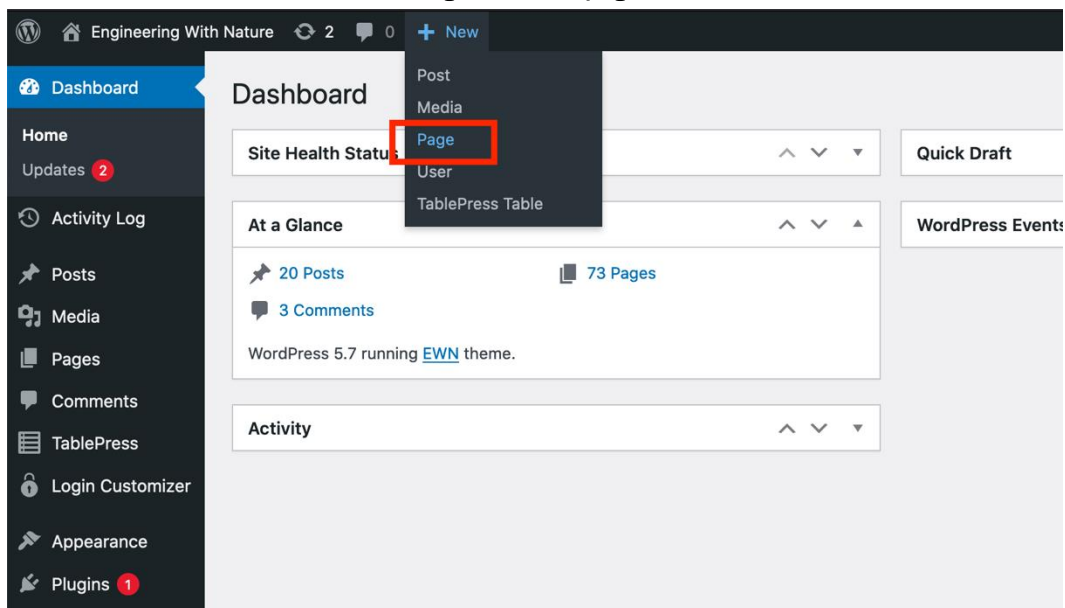 Engineering With Nature 2 0 + New
Dashboard
Home
Updates 2
Activity Log
Posts
Media
Pages
Comments
TablePress
Login Customizer
Appearance
Plugins 1
Post
Media
Page
User
TablePress Table
Dashboard
Site Health Status
At a Glance
20 Posts
73 Pages
3 Comments
WordPress 5.7 running EWN theme.
Activity
Quick Draft
WordPress Events